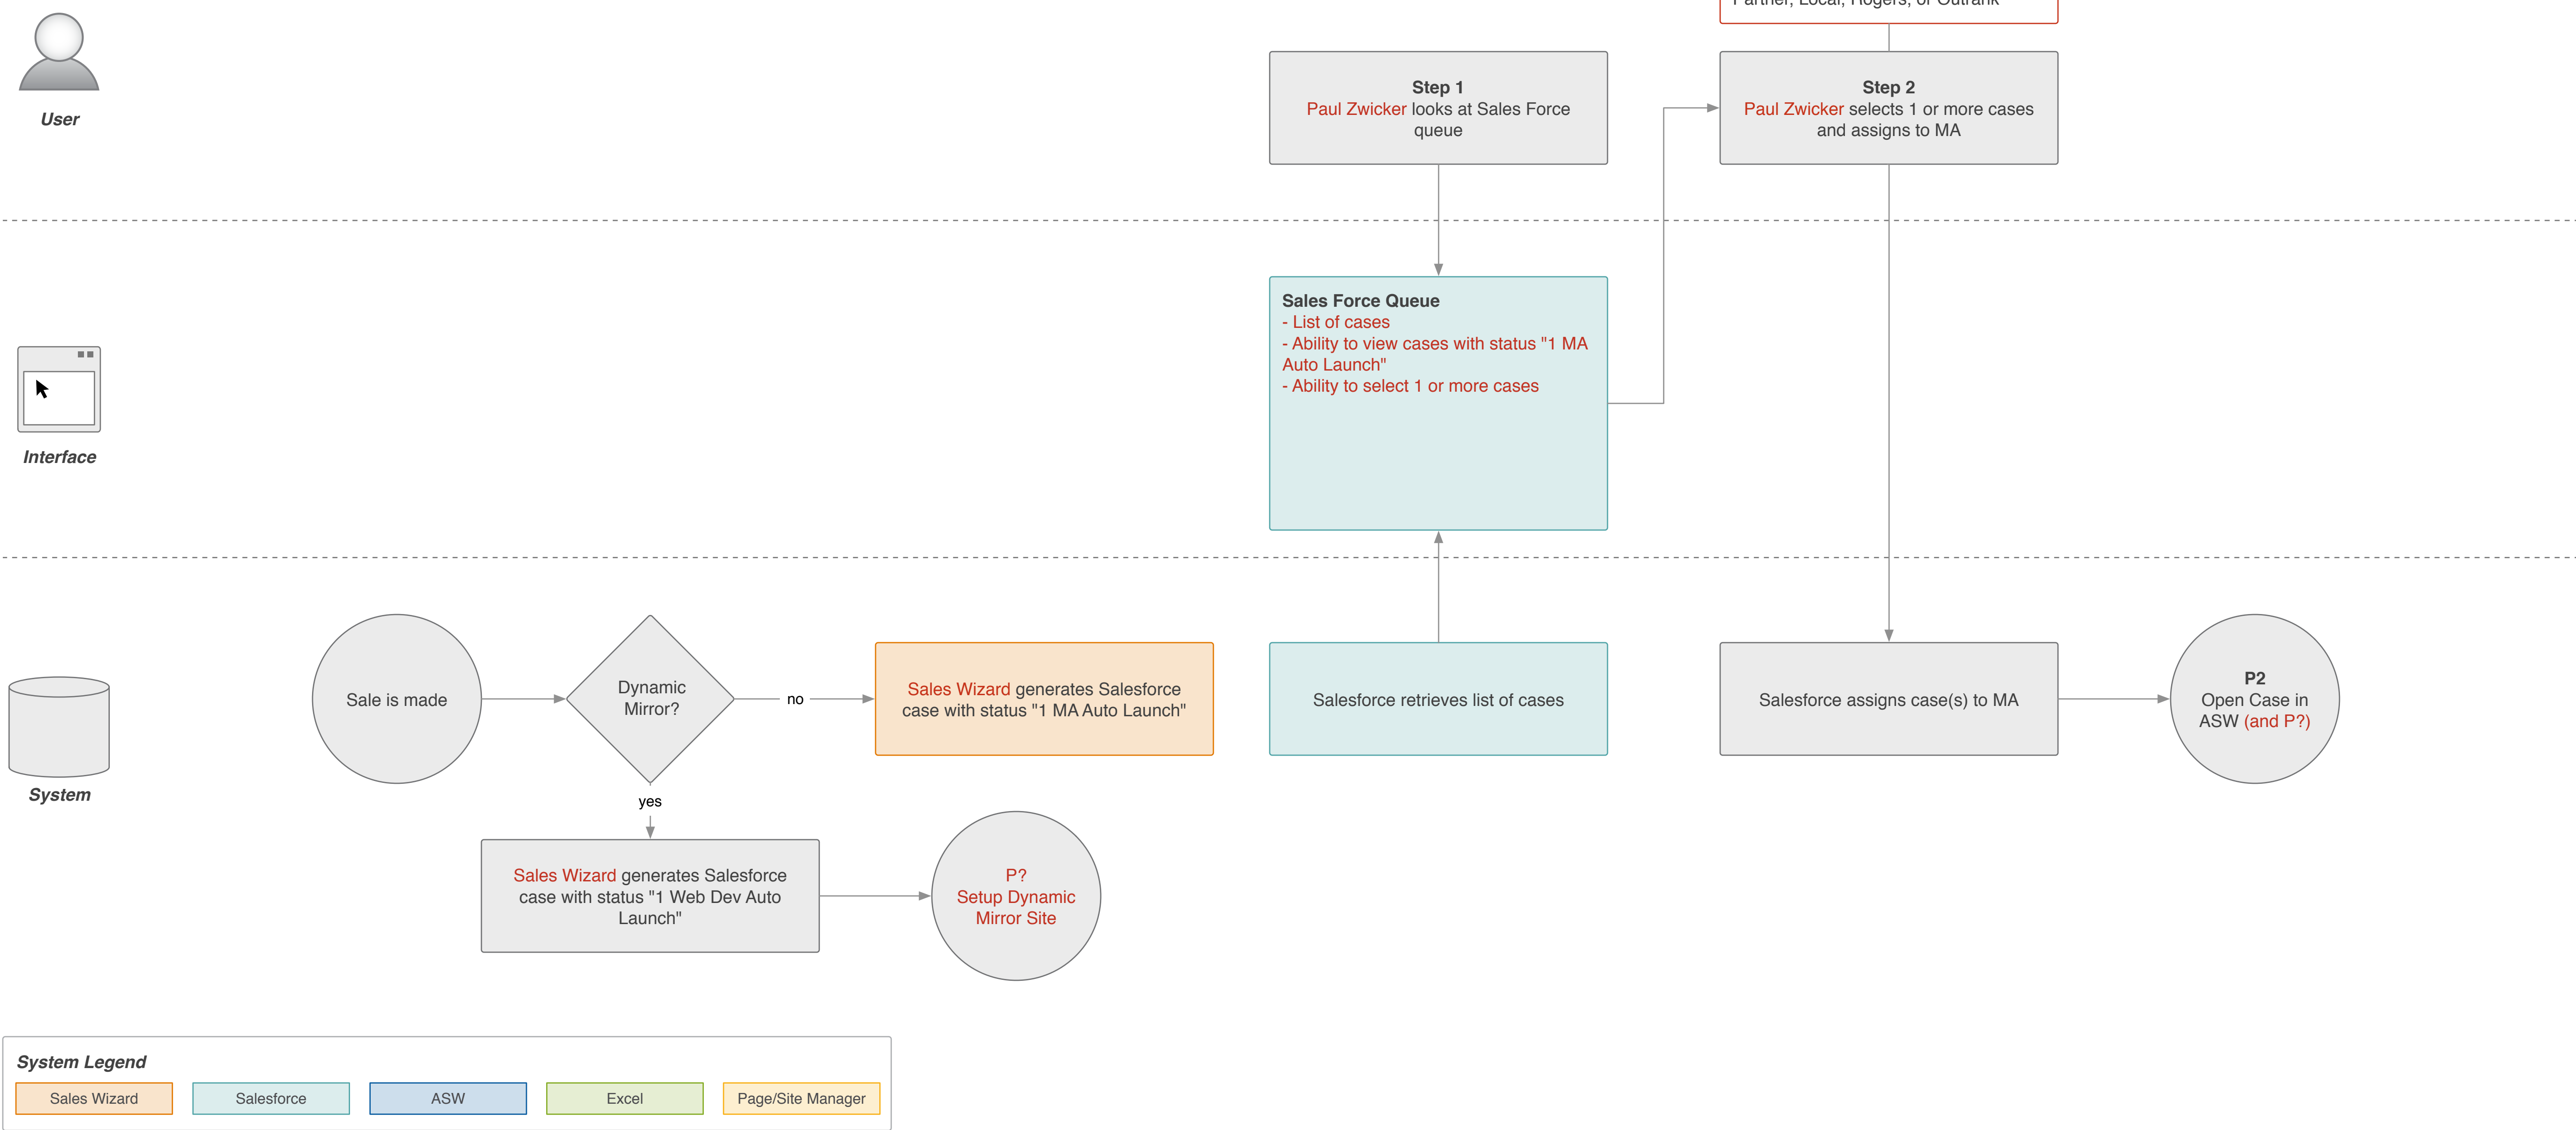 Partner, Local, Rogers, or Outrank
User
Step 1
Paul Zwicker looks at Sales Force
queue
Step 2
Paul Zwicker selects 1 or more cases
and assigns to MA
Interface
Sales Force Queue
- List of cases
- Ability to view cases with status "1 MA
Auto Launch"
- Ability to select 1 or more cases
System
Sale is made
Dynamic
Mirror?
no
Sales Wizard generates Salesforce
case with status "1 MA Auto Launch"
Salesforce retrieves list of cases
Salesforce assigns case(s) to MA
P2
Open Case in
ASW (and P?)
yes
Sales Wizard generates Salesforce
case with status "1 Web Dev Auto
Launch"
P?
Setup Dynamic
Mirror Site
System Legend
Sales Wizard
Salesforce
ASW
Excel
Page/Site Manager